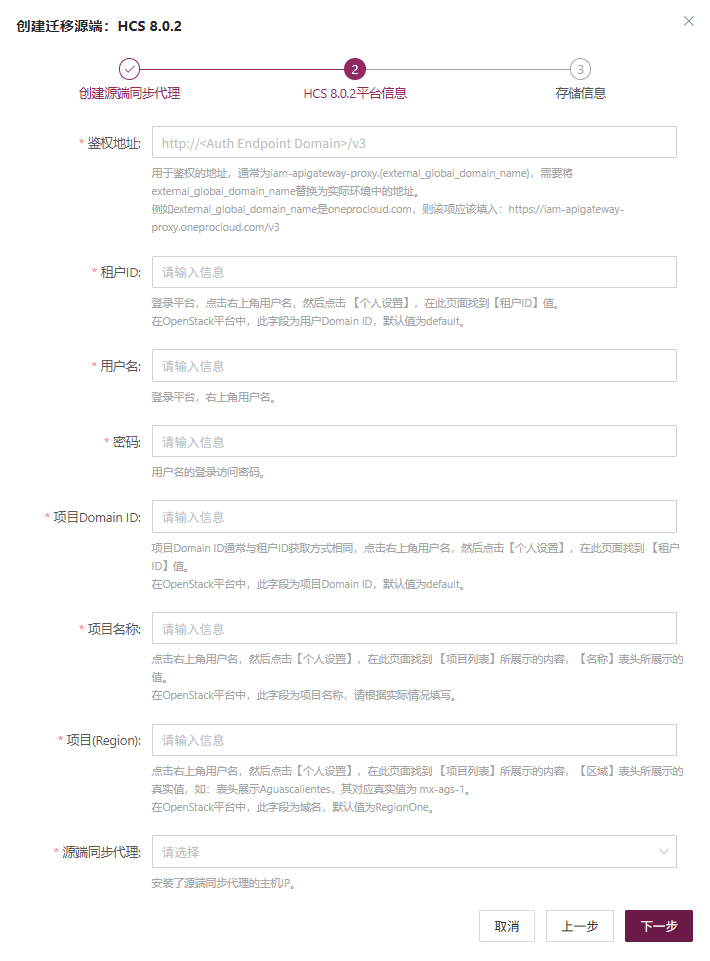 创建迁移源端：HCS 8.0.2
2
3
创建源端同步代理
HCS 8.0.2平台信息
存储信息
* 鉴权地址:
http://<Auth Endpoint Domain>/v3
用于鉴权的地址，通常为iam-apigateway-proxy.{external_global_domain_name}，需要将
external_global_domain_name替换为实际环境中的地址。
例如external_global_domain_name是oneprocloud.com，则该项应该填入：https://iam-apigateway-
proxy.oneprocloud.com/v3
* 租户ID:
请输入信息
登录平台，点击右上角用户名，然后点击 【个人设置】，在此页面找到【租户ID】值。
在OpenStack平台中，此字段为用户Domain ID，默认值为default。
* 用户名:
请输入信息
登录平台，右上角用户名。
* 密码:
请输入信息
用户名的登录访问密码。
* 项目Domain ID:
请输入信息
项目Domain ID通常与租户ID获取方式相同，点击右上角用户名，然后点击【个人设置】，在此页面找到 【租户
ID】值。
在OpenStack平台中，此字段为项目Domain ID，默认值为default。
* 项目名称:
请输入信息
点击右上角用户名，然后点击【个人设置】，在此页面找到 【项目列表】所展示的内容，【名称】表头所展示的
值。
在OpenStack平台中，此字段为项目名称，请根据实际情况填写。
* 项目(Region):
请输入信息
点击右上角用户名，然后点击【个人设置】，在此页面找到 【项目列表】所展示的内容，【区域】表头所展示的
真实值，如：表头展示Aguascalientes，其对应真实值为 mx-ags-1。
在OpenStack平台中，此字段为域名，默认值为RegionOne。
* 源端同步代理:
请选择
安装了源端同步代理的主机IP。
取消
上一步
下一步